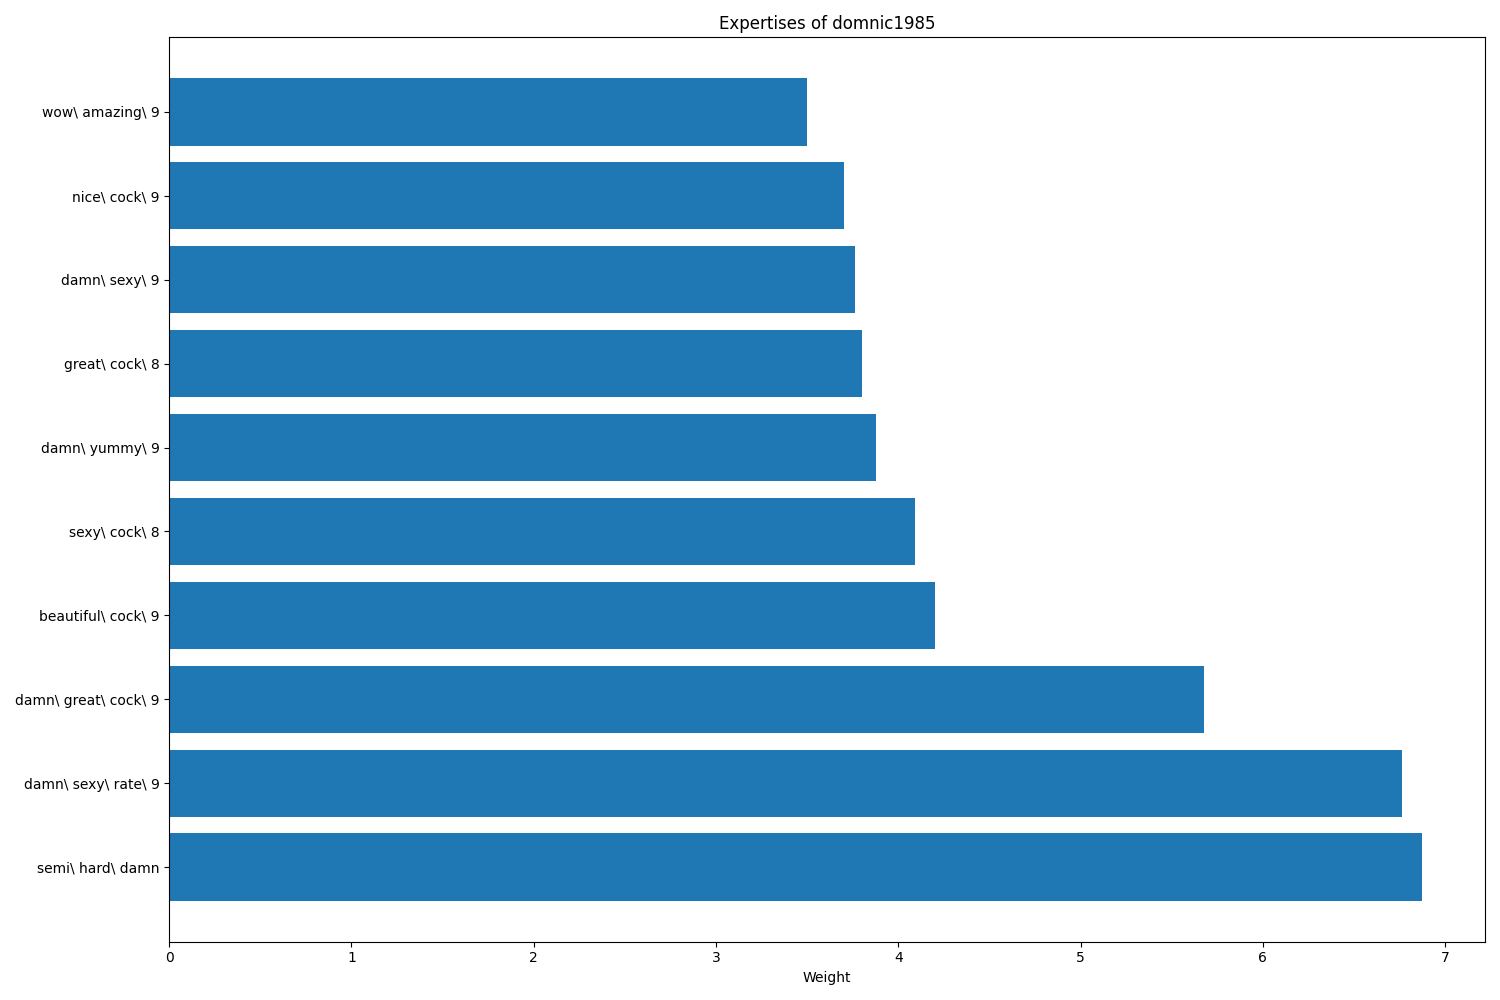 Expertises of domnic1985
wow\ amazing\ 9
nice\ cock\ 9
damn\ sexy\ 9
great\ cock\ 8
damn\ yummy\ 9
sexy\ cock\ 8
beautiful\ cock\ 9
damn\ great\ cock\ 9
damn\ sexy\ rate\ 9
semi\ hard\ damn
0 1 2 3 4 5 6 7
Weight